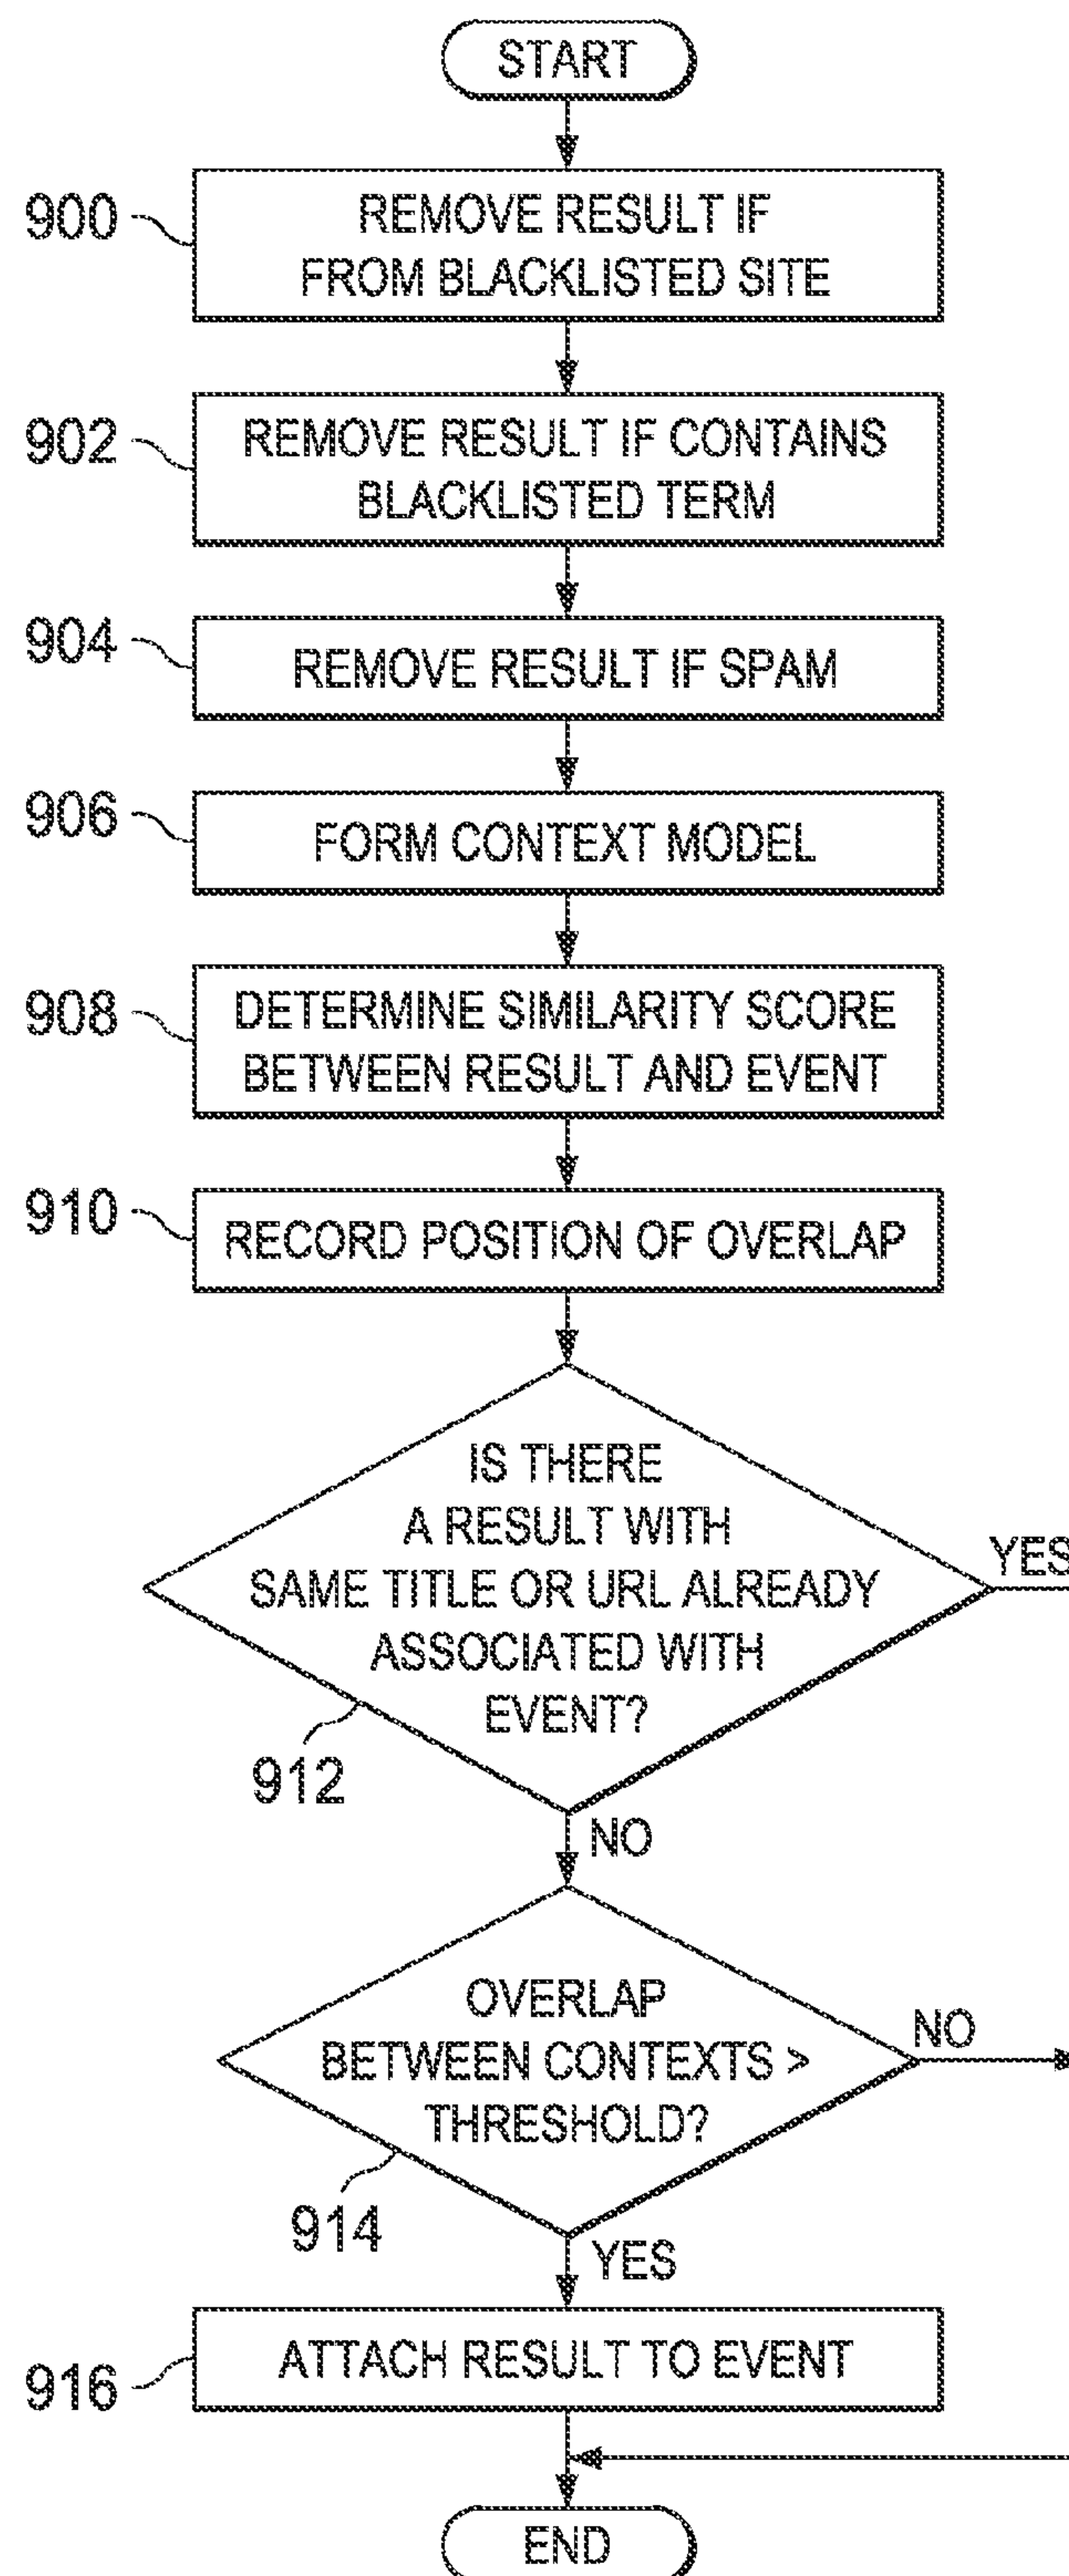 START
900
REMOVE RESULT IF
FROM BLACKLISTED SITE
902
REMOVE RESULT IF CONTAINS
BLACKLISTED TERM
904
REMOVE RESULT IF SPAM
906
FORM CONTEXT MODEL
908
DETERMINE SIMILARITY SCORE
BETWEEN RESULT AND EVENT
910
RECORD POSITION OF OVERLAP
IS THERE
A RESULT WITH
SAME TITLE OR URL ALREADY
ASSOCIATED WITH
EVENT?
YES
912
NO
OVERLAP
BETWEEN CONTEXTS >
THRESHOLD?
NO
914
YES
916
ATTACH RESULT TO EVENT
END